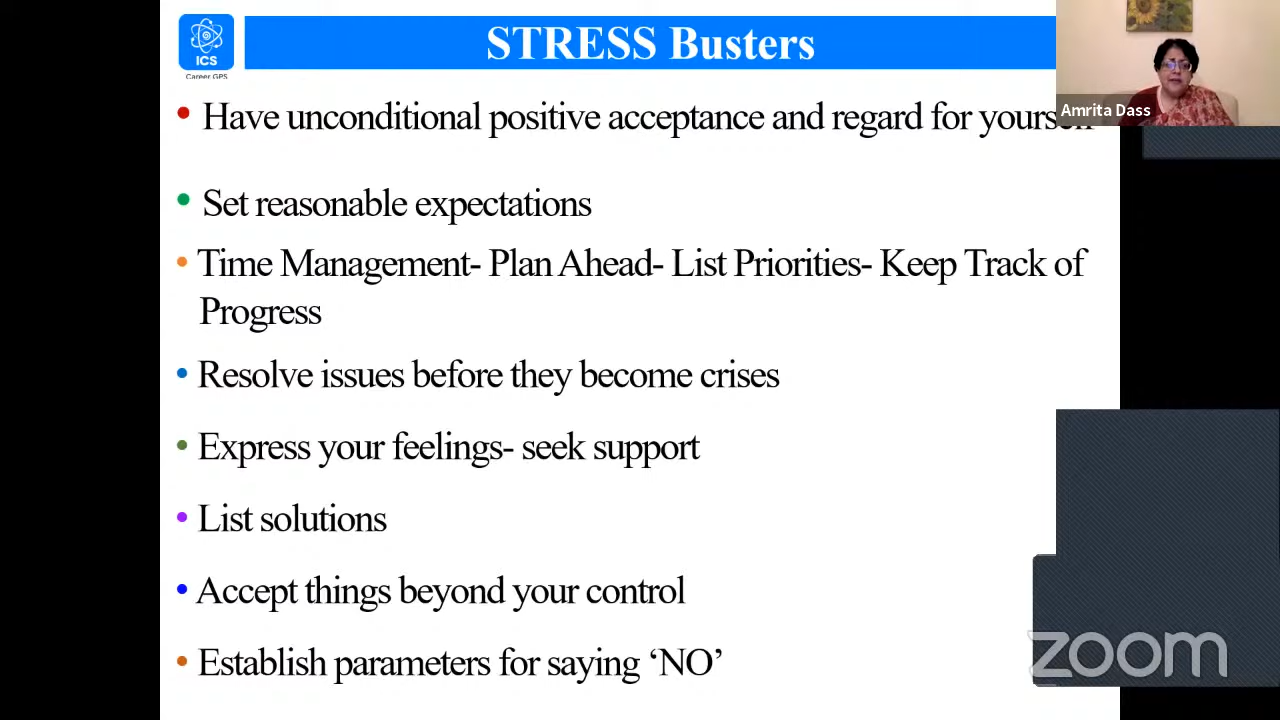 ICS
Career GPS
STRESS Busters
Amrita Dass
• Have unconditional positive acceptance and regard for yourself
• Set reasonable expectations
• Time Management- Plan Ahead- List Priorities- Keep Track of
Progress
• Resolve issues before they become crises
• Express your feelings- seek support
• List solutions
• Accept things beyond your control
• Establish parameters for saying ‘NO’
zoom